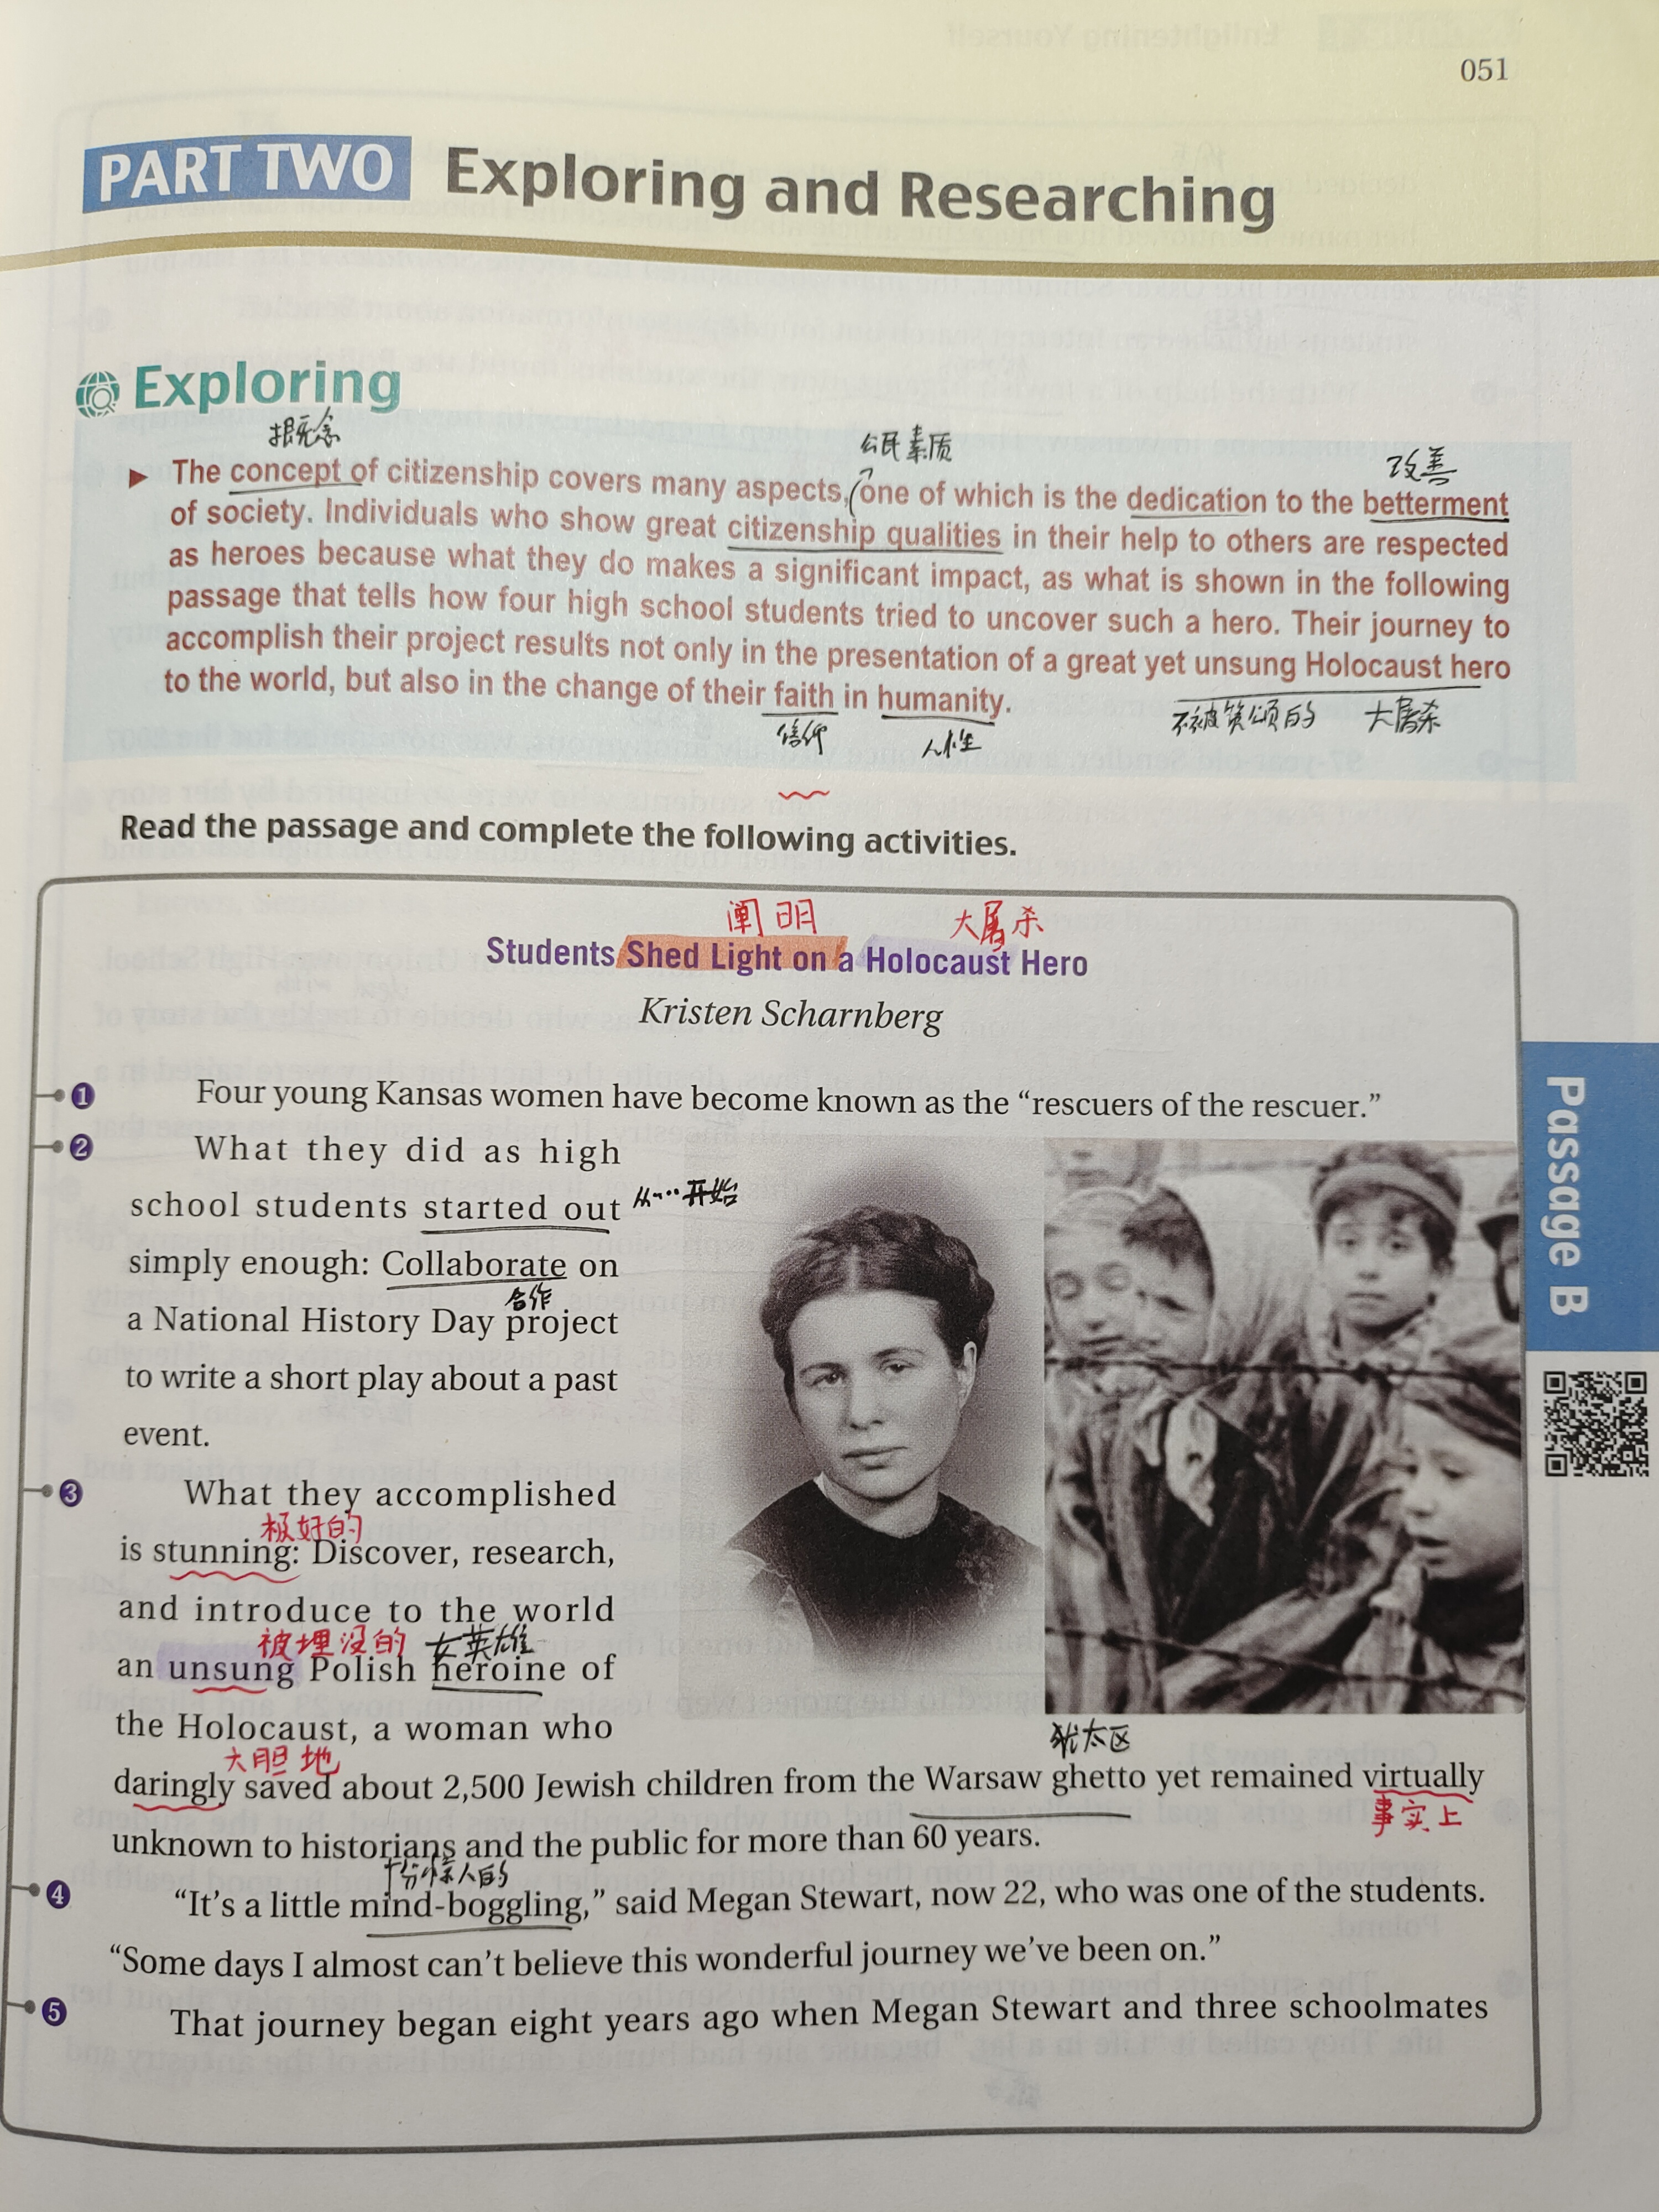 051
PART TWO Exploring and Researching
Exploring
概念
公民素质
改善
The concept of citizenship covers many aspects, one of which is the dedication to the betterment
of society. Individuals who show great citizenship qualities in their help to others are respected
as heroes because what they do makes a significant impact, as what is shown in the following
passage that tells how four high school students tried to uncover such a hero. Their journey to
accomplish their project results not only in the presentation of a great yet unsung Holocaust hero
to the world, but also in the change of their faith in humanity.
信仰
人性
不被赞颂的
大屠杀
Read the passage and complete the following activities.
阐明
大屠杀
Students Shed Light on a Holocaust Hero
Kristen Scharnberg
1 Four young Kansas women have become known as the “rescuers of the rescuer.”
2 What they did as high
school students started out 从…开始
simply enough: Collaborate on
合作
a National History Day project
to write a short play about a past
event.
3 What they accomplished
极好的
is stunning: Discover, research,
and introduce to the world
被埋没的 女英雄
an unsung Polish heroine of
the Holocaust, a woman who
大胆地
犹太区
daringly saved about 2,500 Jewish children from the Warsaw ghetto yet remained virtually
事实上
unknown to historians and the public for more than 60 years.
十分惊人的
4 “It’s a little mind-boggling,” said Megan Stewart, now 22, who was one of the students.
“Some days I almost can’t believe this wonderful journey we’ve been on.”
5 That journey began eight years ago when Megan Stewart and three schoolmates
Passage B